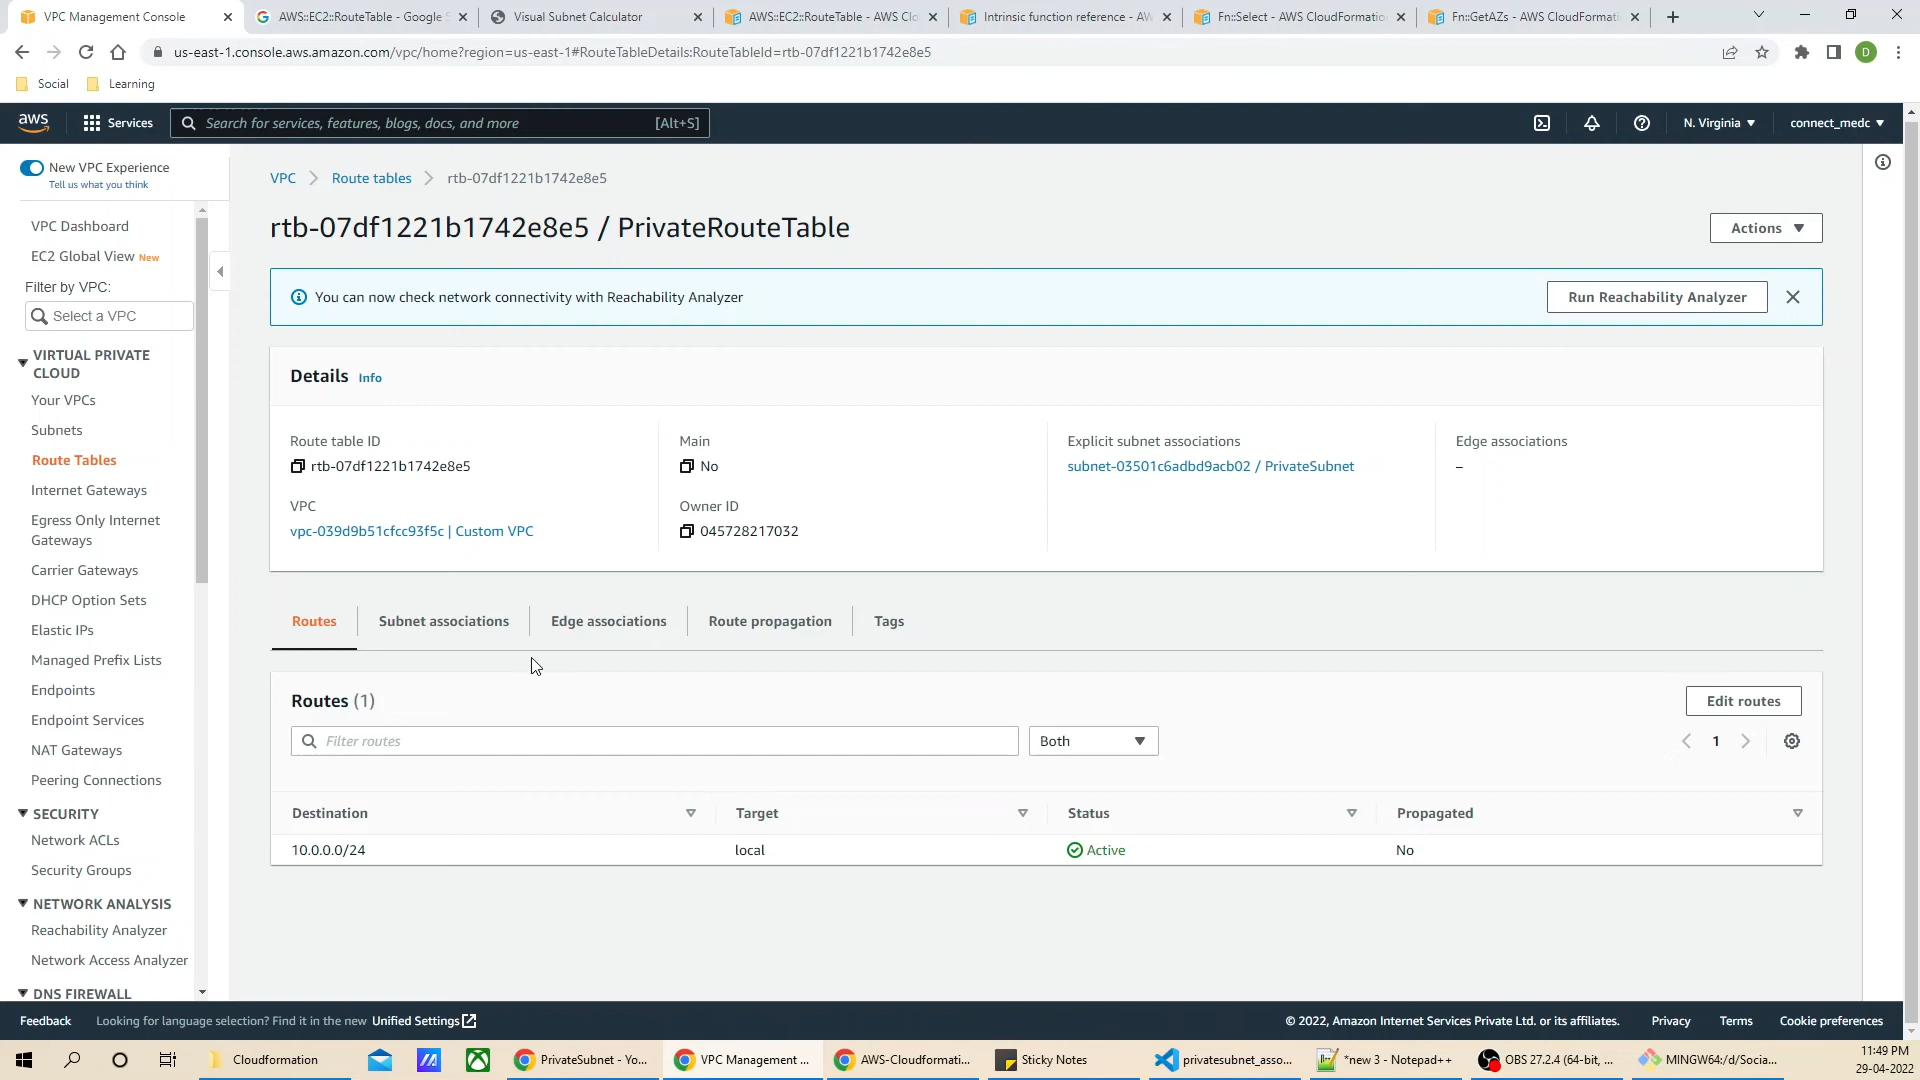 VPC Management Console
AWS::EC2::RouteTable - Google S
Visual Subnet Calculator
AWS::EC2::RouteTable - AWS Clo
Intrinsic function reference - AW
Fn::Select - AWS CloudFormatio
Fn::GetAZs - AWS CloudFormati
us-east-1.console.aws.amazon.com/vpc/home?region=us-east-1#RouteTableDetails:RouteTableId=rtb-07df1221b1742e8e5
D
Social
Learning
aws
Services
Search for services, features, blogs, docs, and more
[Alt+S]
N. Virginia
connect_medc
New VPC Experience
Tell us what you think
VPC Dashboard
EC2 Global View New
Filter by VPC:
Select a VPC
VIRTUAL PRIVATE
CLOUD
Your VPCs
Subnets
Route Tables
Internet Gateways
Egress Only Internet
Gateways
Carrier Gateways
DHCP Option Sets
Elastic IPs
Managed Prefix Lists
Endpoints
Endpoint Services
NAT Gateways
Peering Connections
SECURITY
Network ACLs
Security Groups
NETWORK ANALYSIS
Reachability Analyzer
Network Access Analyzer
DNS FIREWALL
VPC
Route tables
rtb-07df1221b1742e8e5
rtb-07df1221b1742e8e5 / PrivateRouteTable
Actions
You can now check network connectivity with Reachability Analyzer
Run Reachability Analyzer
Details Info
Route table ID
rtb-07df1221b1742e8e5
Main
No
Explicit subnet associations
subnet-03501c6adbd9acb02 / PrivateSubnet
Edge associations
–
VPC
vpc-039d9b51cfcc93f5c | Custom VPC
Owner ID
045728217032
Routes
Subnet associations
Edge associations
Route propagation
Tags
Routes (1)
Edit routes
Filter routes
Both
1
Destination
Target
Status
Propagated
10.0.0.0/24
local
Active
No
Feedback
Looking for language selection? Find it in the new Unified Settings
© 2022, Amazon Internet Services Private Ltd. or its affiliates.
Privacy
Terms
Cookie preferences
Cloudformation
PrivateSubnet - Yo...
VPC Management ...
AWS-Cloudformati...
Sticky Notes
privatesubnet_asso...
*new 3 - Notepad++
OBS 27.2.4 (64-bit, ...
MINGW64:/d/Socia...
11:49 PM
29-04-2022